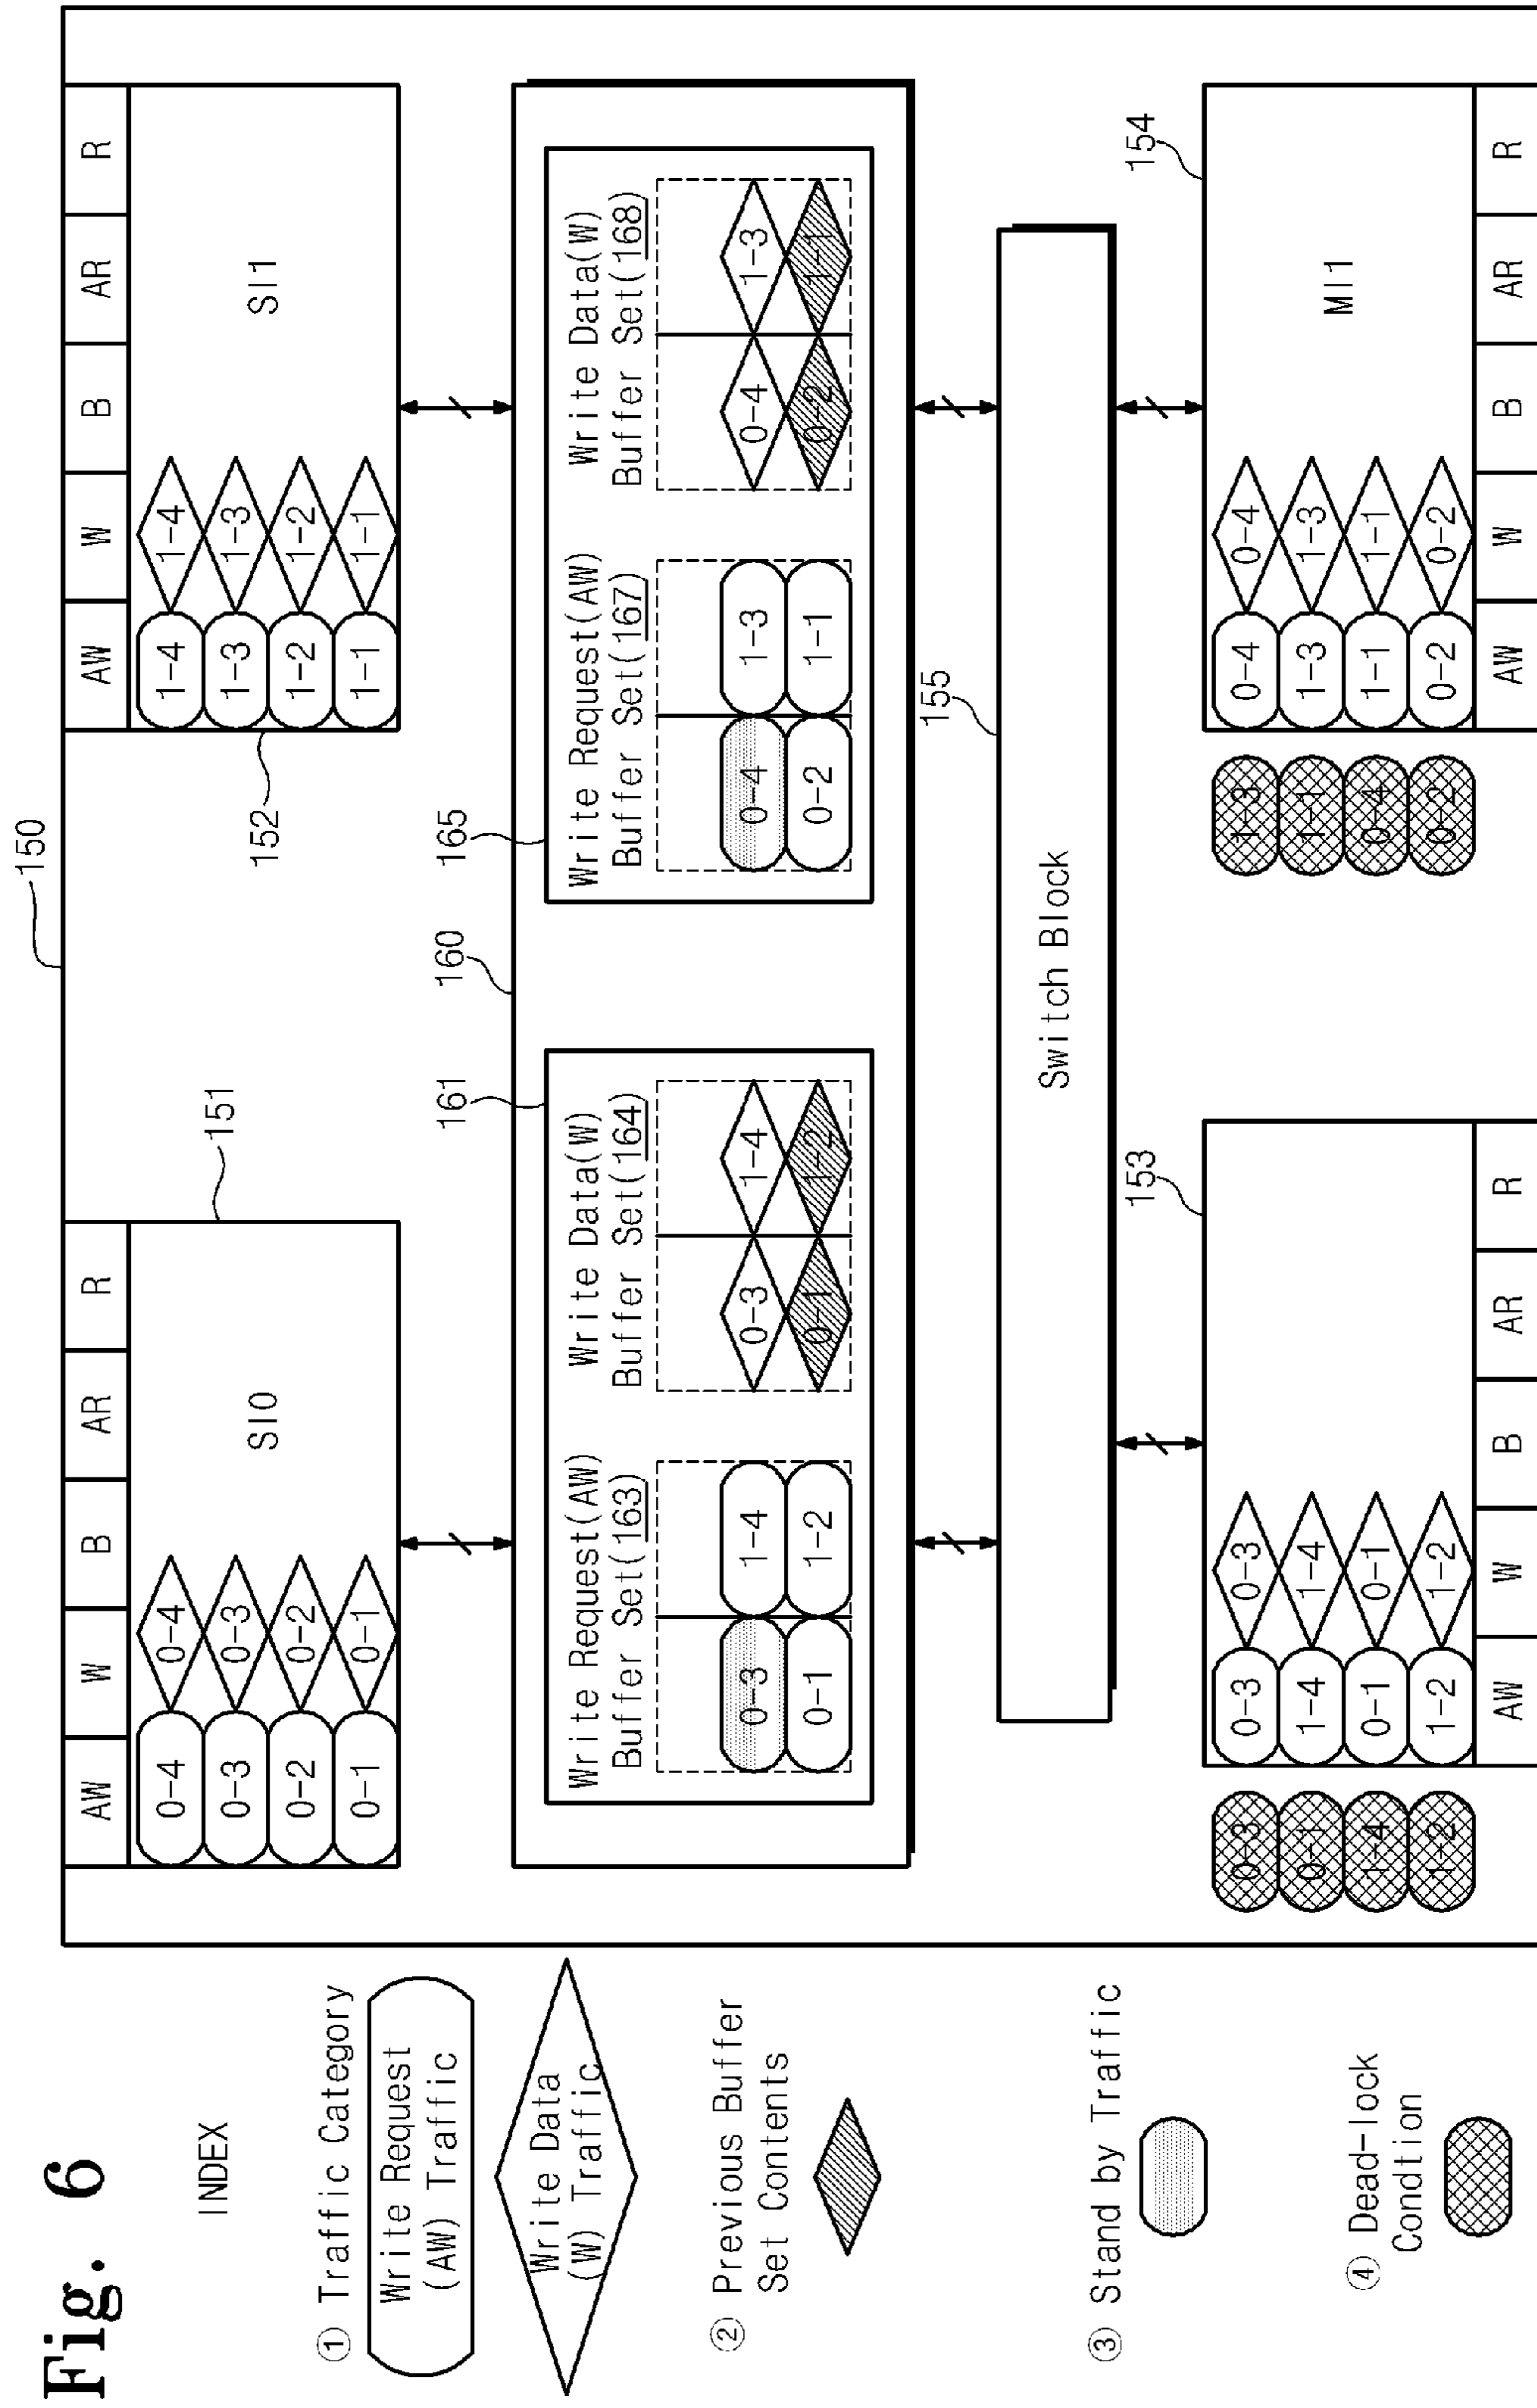 Fig. 6
INDEX
① Traffic Category
Write Request
(AW) Traffic
Write Data
(W) Traffic
② Previous Buffer
Set Contents
③ Stand by Traffic
④ Dead-lock
Condtion
150
AW W B AR R
0-4 0-4
0-3 0-3
0-2 0-2
0-1 0-1
SI0
151
AW W B AR R
1-4 1-4
1-3 1-3
1-2 1-2
1-1 1-1
SI1
152
160
161
Write Request(AW)
Buffer Set(163)
0-3 1-4
0-1 1-2
Write Data(W)
Buffer Set(164)
0-3 1-4
0-1 1-2
165
Write Request(AW)
Buffer Set(167)
0-4 1-3
0-2 1-1
Write Data(W)
Buffer Set(168)
0-4 1-3
0-2 1-1
155
Switch Block
153
0-3 0-3 0-3
0-1 1-4 1-4
1-4 0-1 0-1
1-2 1-2 1-2
AW W B AR R
154
1-3 0-4 0-4
1-1 1-3 1-3
0-4 1-1 1-1
0-2 0-2 0-2
MI1
AW W B AR R